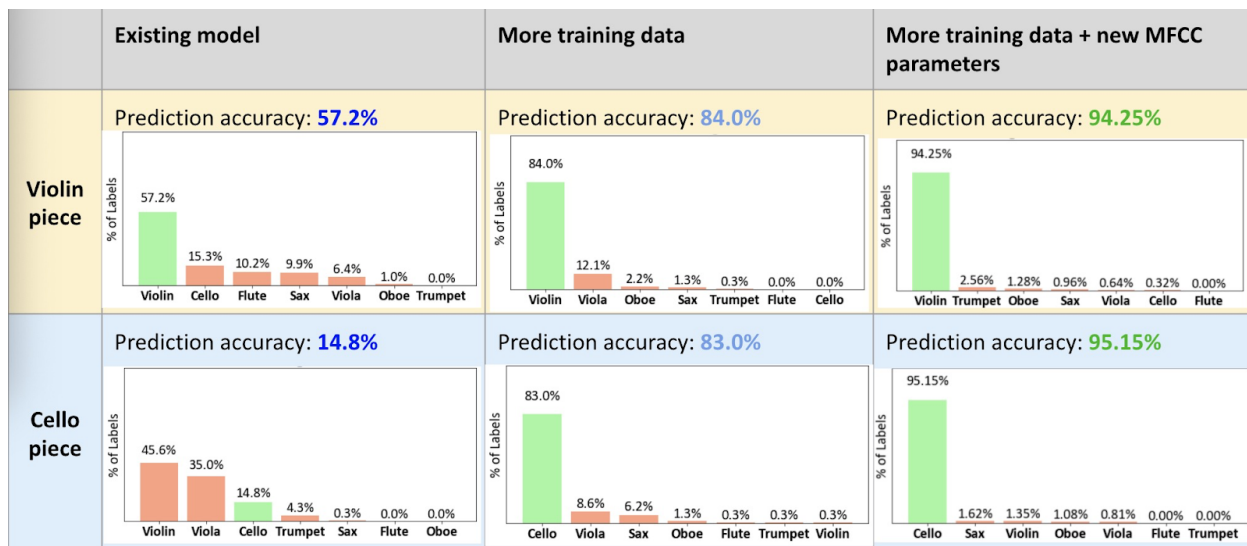 Existing model
More training data
More training data + new MFCC
parameters
Violin
piece
Prediction accuracy: 57.2%
% of Labels
57.2%
15.3%
10.2%
9.9%
6.4%
1.0%
0.0%
Violin Cello Flute Sax Viola Oboe Trumpet
Prediction accuracy: 84.0%
% of Labels
84.0%
12.1%
2.2%
1.3%
0.3%
0.0%
0.0%
Violin Viola Oboe Sax Trumpet Flute Cello
Prediction accuracy: 94.25%
% of Labels
94.25%
2.56%
1.28%
0.96%
0.64%
0.32%
0.00%
Violin Trumpet Oboe Sax Viola Cello Flute
Cello
piece
Prediction accuracy: 14.8%
% of Labels
45.6%
35.0%
14.8%
4.3%
0.3%
0.0%
0.0%
Violin Viola Cello Trumpet Sax Flute Oboe
Prediction accuracy: 83.0%
% of Labels
83.0%
8.6%
6.2%
1.3%
0.3%
0.3%
0.3%
Cello Viola Sax Oboe Flute Trumpet Violin
Prediction accuracy: 95.15%
% of Labels
95.15%
1.62%
1.35%
1.08%
0.81%
0.00%
0.00%
Cello Sax Violin Oboe Viola Flute Trumpet